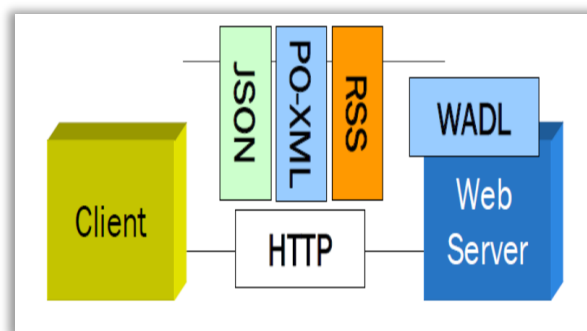 JSON
PO-XML
RSS
WADL
Client
HTTP
Web
Server